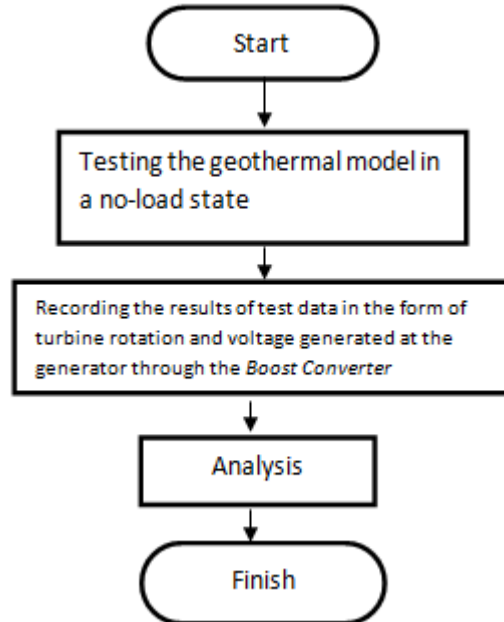 Start
Testing the geothermal model in
a no-load state
Recording the results of test data in the form of
turbine rotation and voltage generated at the
generator through the Boost Converter
Analysis
Finish